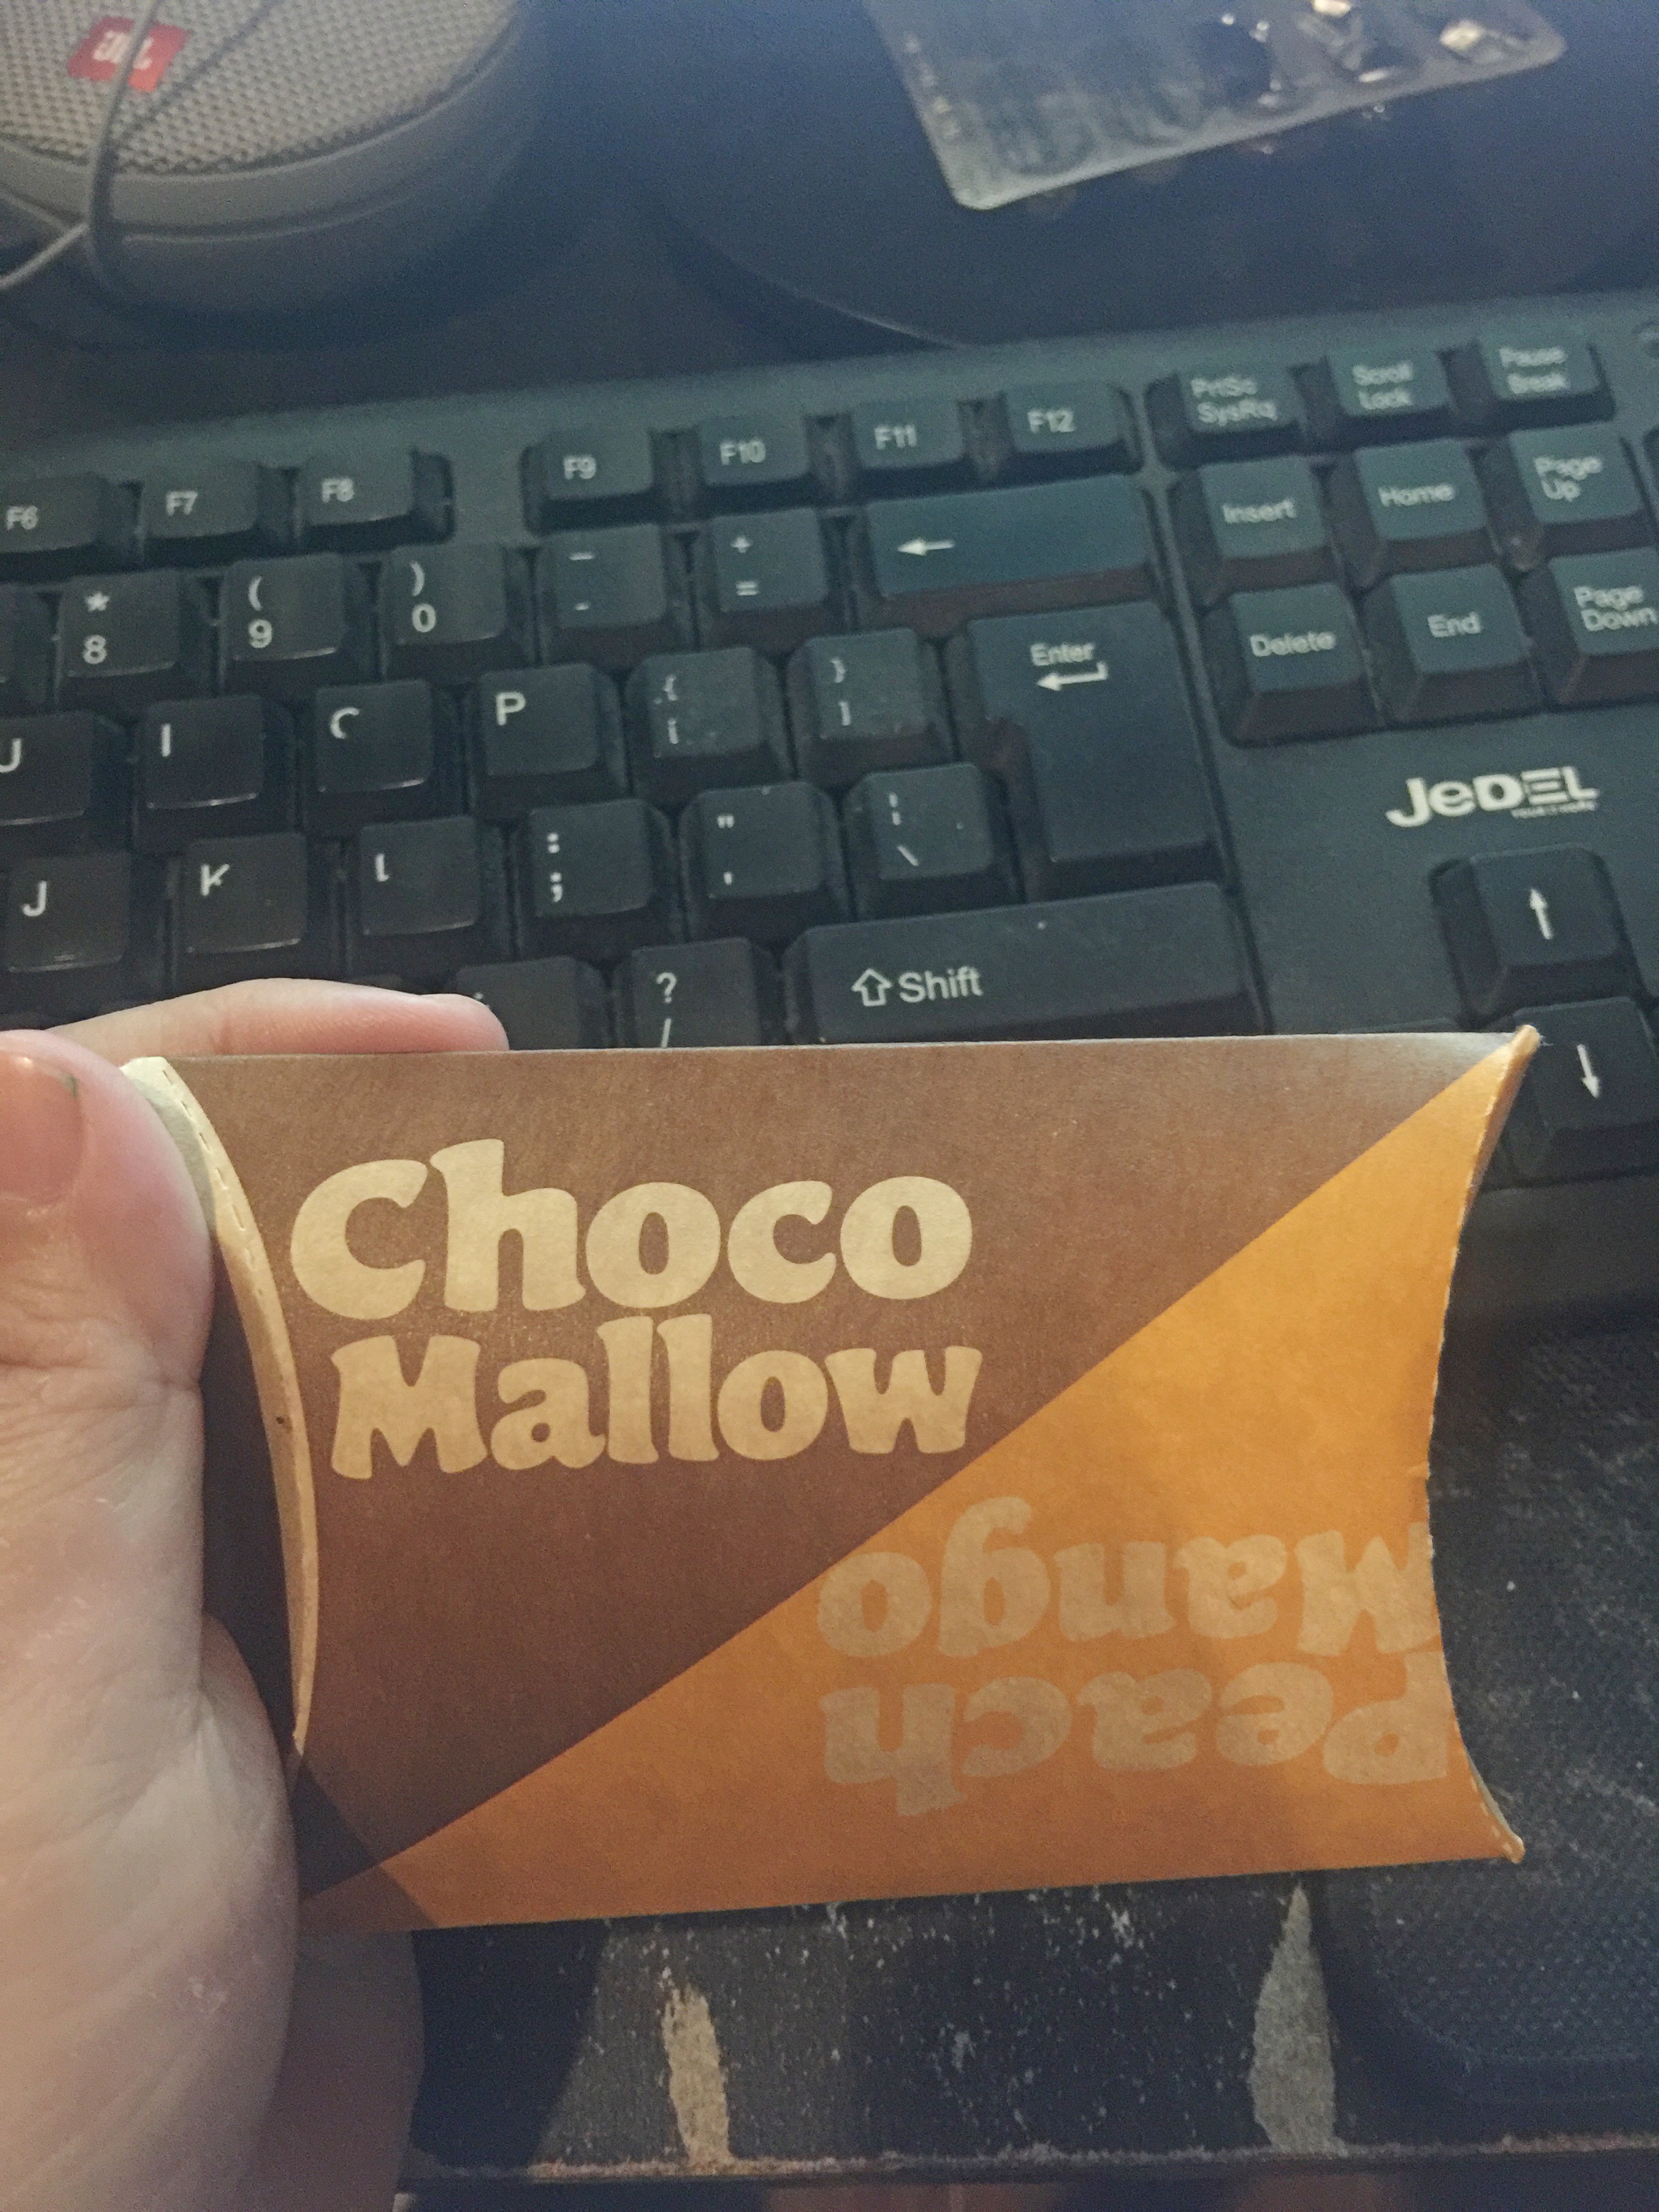 JBL
PrtSc
SysRq
Scroll
Lock
Pause
Break
F6
F7
F8
F9
F10
F11
F12
Insert
Home
Page
Up
*
8
(
9
)
0
_
-
+
=
←
Delete
End
Page
Down
U
I
P
{
[
}
]
Enter
JeDEL
J
K
:
;
"
'
\
?
/
Shift
↑
↓
Choco
Mallow
Peach
Mango